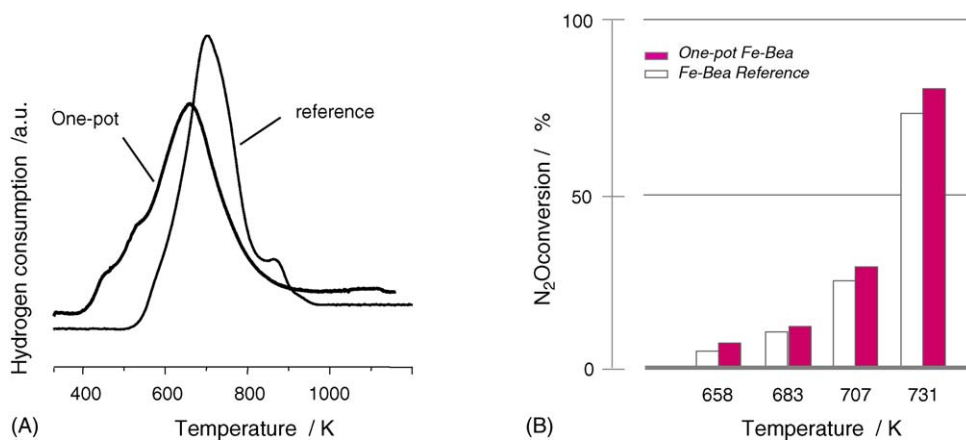 Hydrogen consumption /a.u.
One-pot
reference
400 600 800 1000
Temperature / K
(A)
N₂Oconversion / %
100
50
0
One-pot Fe-Bea
Fe-Bea Reference
658 683 707 731
Temperature / K
(B)